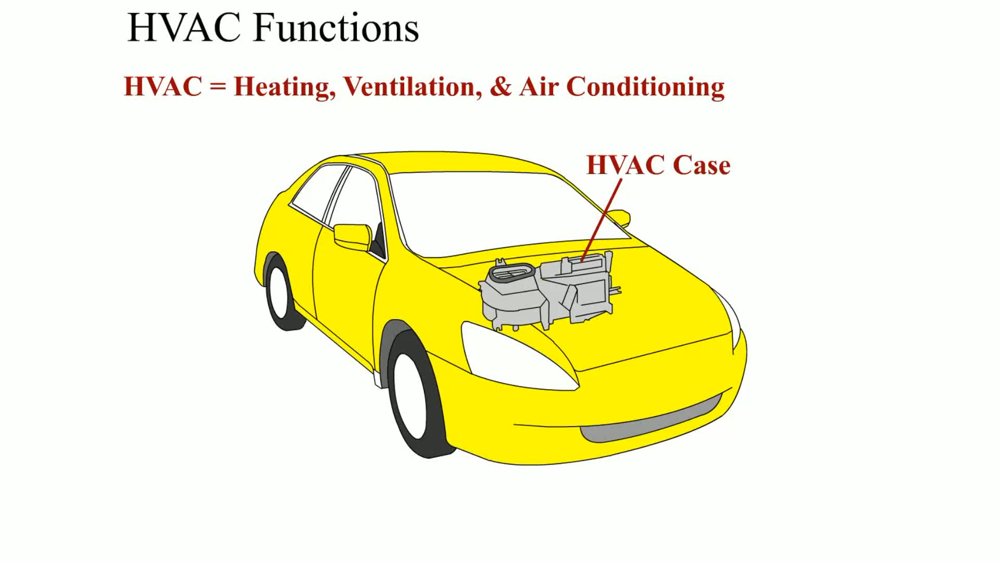 HVAC Functions
HVAC = Heating, Ventilation, & Air Conditioning
HVAC Case